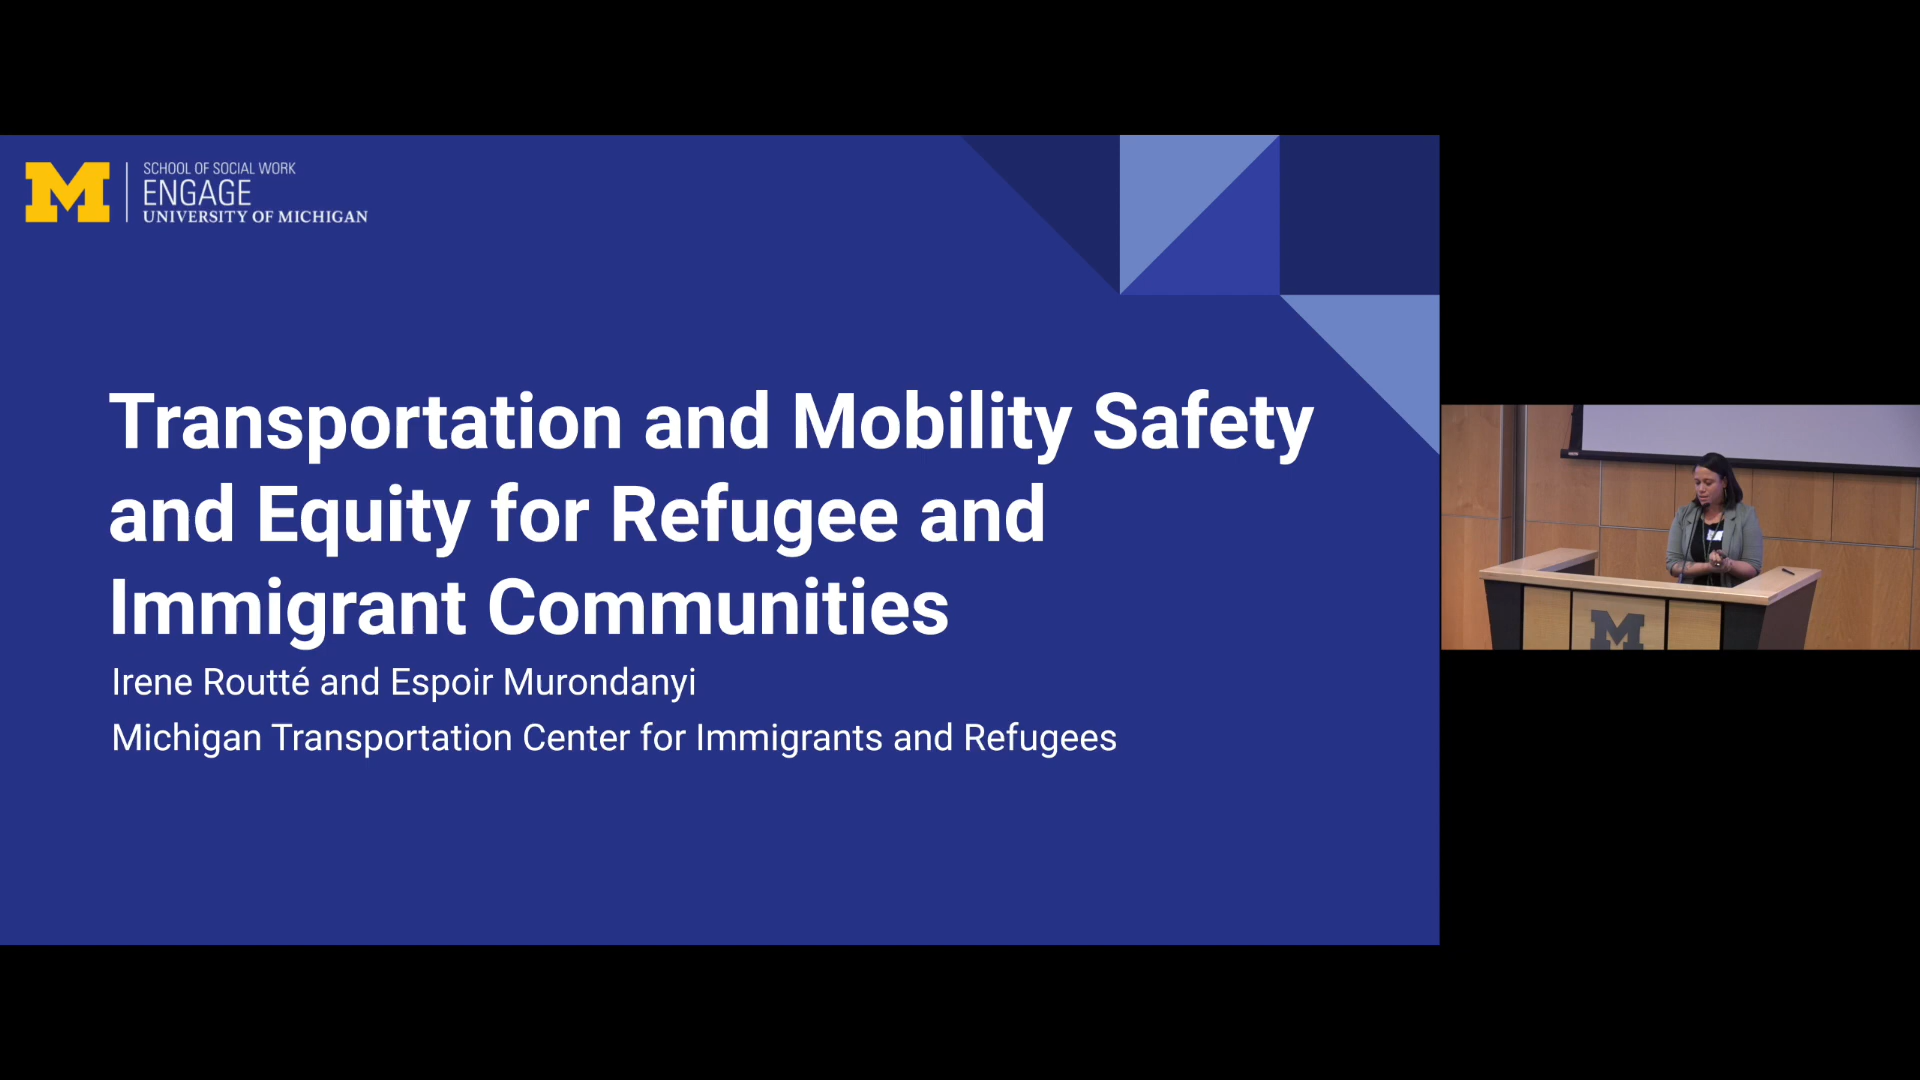 M
SCHOOL OF SOCIAL WORK
ENGAGE
UNIVERSITY OF MICHIGAN
Transportation and Mobility Safety
and Equity for Refugee and
Immigrant Communities
Irene Routté and Espoir Murondanyi
Michigan Transportation Center for Immigrants and Refugees
M